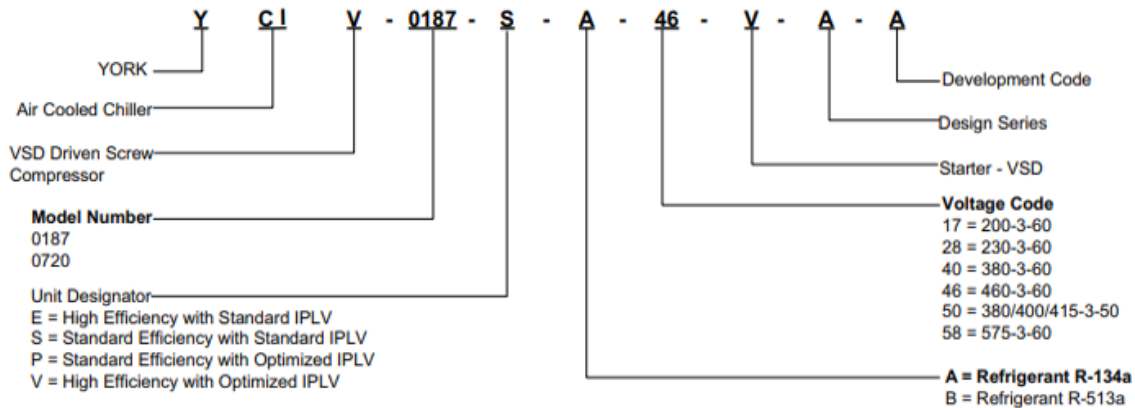 Y CI V - 0187 - S - A - 46 - V - A - A
YORK
Air Cooled Chiller
VSD Driven Screw
Compressor
Model Number
0187
0720
Unit Designator
E = High Efficiency with Standard IPLV
S = Standard Efficiency with Standard IPLV
P = Standard Efficiency with Optimized IPLV
V = High Efficiency with Optimized IPLV
Development Code
Design Series
Starter - VSD
Voltage Code
17 = 200-3-60
28 = 230-3-60
40 = 380-3-60
46 = 460-3-60
50 = 380/400/415-3-50
58 = 575-3-60
A = Refrigerant R-134a
B = Refrigerant R-513a